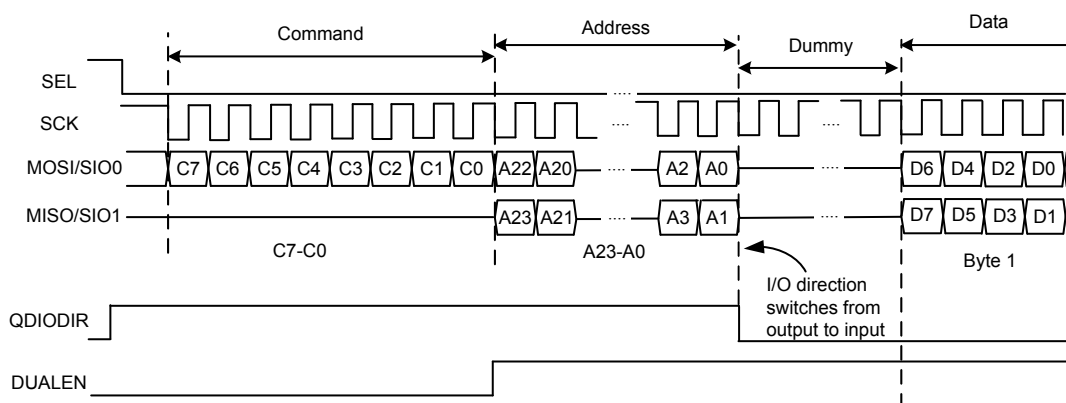 Command
Address
Dummy
Data
SEL
SCK
....
....
....
MOSI/SIO0
C7 C6 C5 C4 C3 C2 C1 C0 A22 A20 .... A2 A0 .... D6 D4 D2 D0
MISO/SIO1
A23 A21 .... A3 A1 .... D7 D5 D3 D1
C7-C0
A23-A0
Byte 1
I/O direction
switches from
output to input
QDIODIR
DUALEN